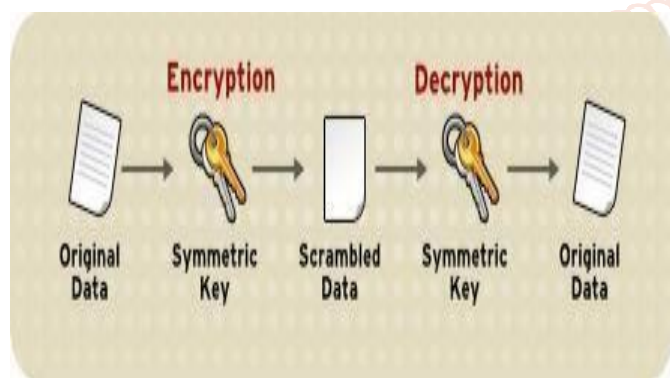 Encryption
Decryption
Original
Data
Symmetric
Key
Scrambled
Data
Symmetric
Key
Original
Data